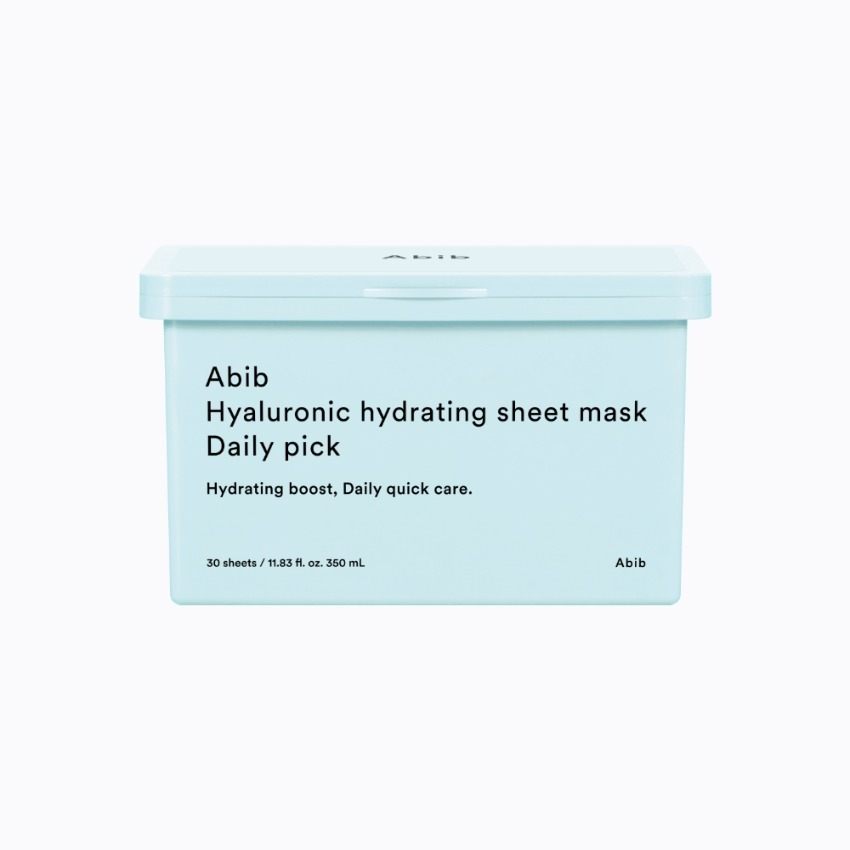 Abib
Abib
Hyaluronic hydrating sheet mask
Daily pick
Hydrating boost, Daily quick care.
30 sheets / 11.83 fl. oz. 350 mL
Abib